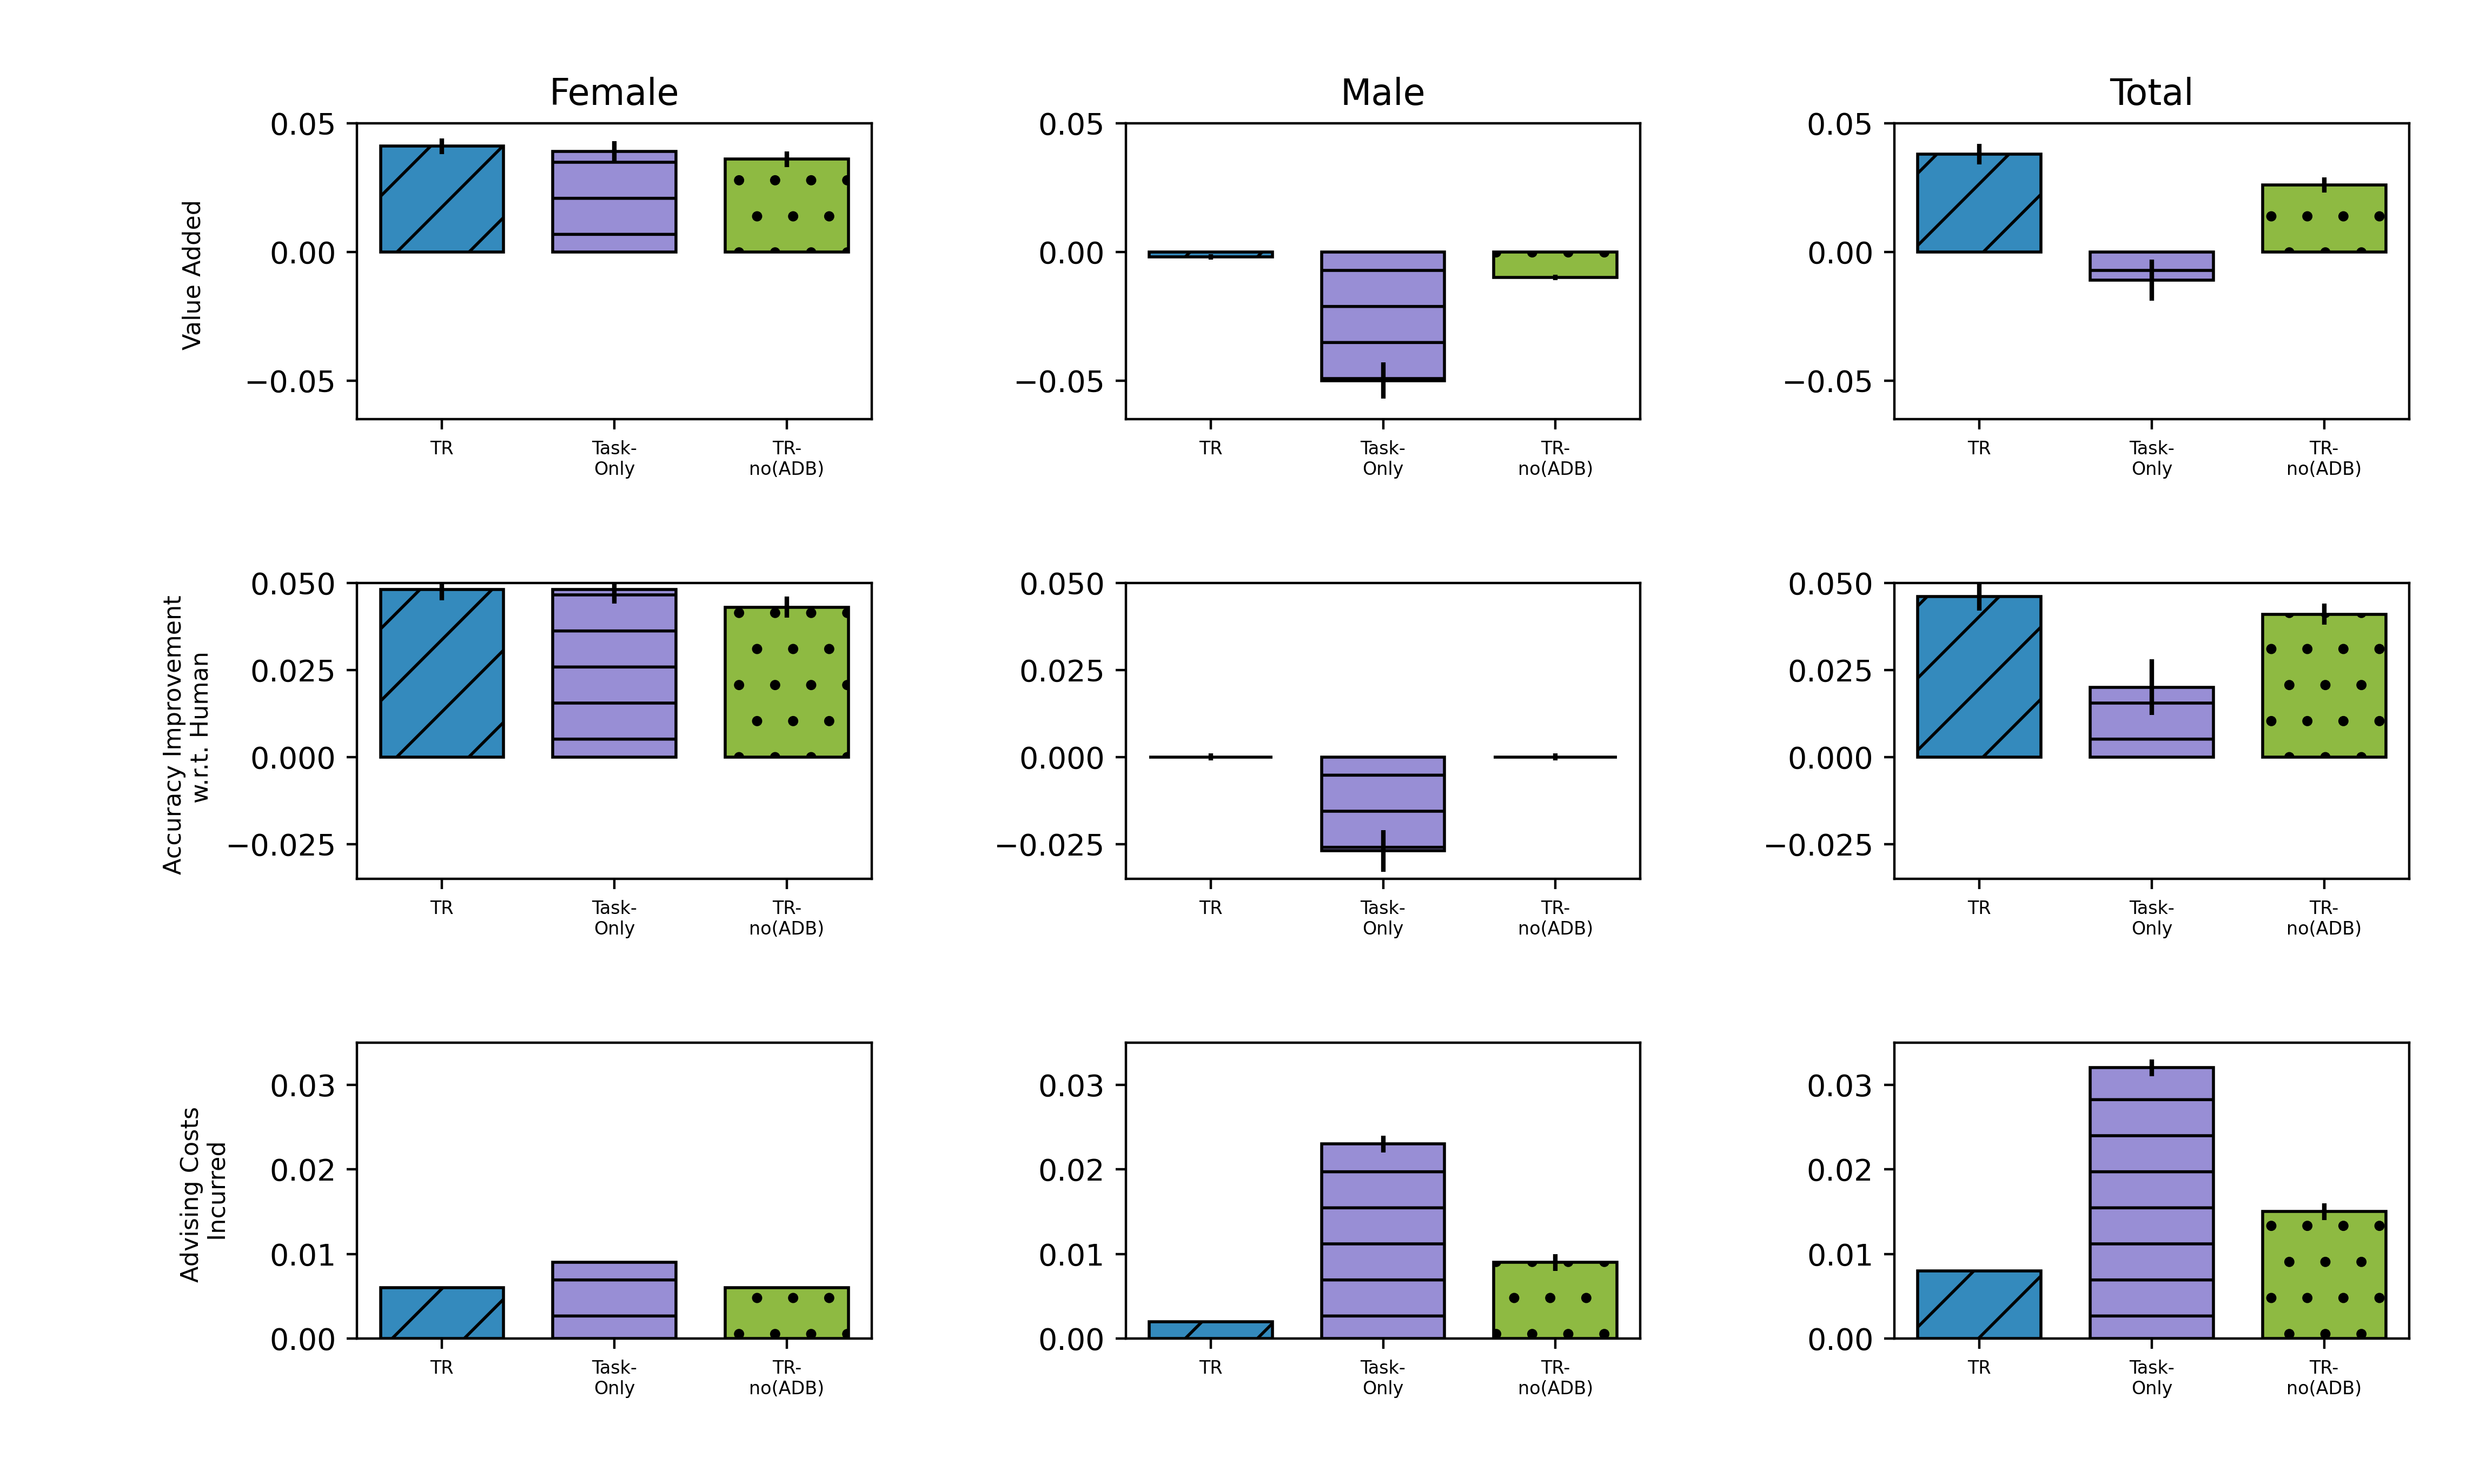 Female
Male
Total
Value Added
0.05
0.00
−0.05
TR
Task-
Only
TR-
no(ADB)
0.05
0.00
−0.05
TR
Task-
Only
TR-
no(ADB)
0.05
0.00
−0.05
TR
Task-
Only
TR-
no(ADB)
Accuracy Improvement
w.r.t. Human
0.050
0.025
0.000
−0.025
TR
Task-
Only
TR-
no(ADB)
0.050
0.025
0.000
−0.025
TR
Task-
Only
TR-
no(ADB)
0.050
0.025
0.000
−0.025
TR
Task-
Only
TR-
no(ADB)
Advising Costs
Incurred
0.03
0.02
0.01
0.00
TR
Task-
Only
TR-
no(ADB)
0.03
0.02
0.01
0.00
TR
Task-
Only
TR-
no(ADB)
0.03
0.02
0.01
0.00
TR
Task-
Only
TR-
no(ADB)